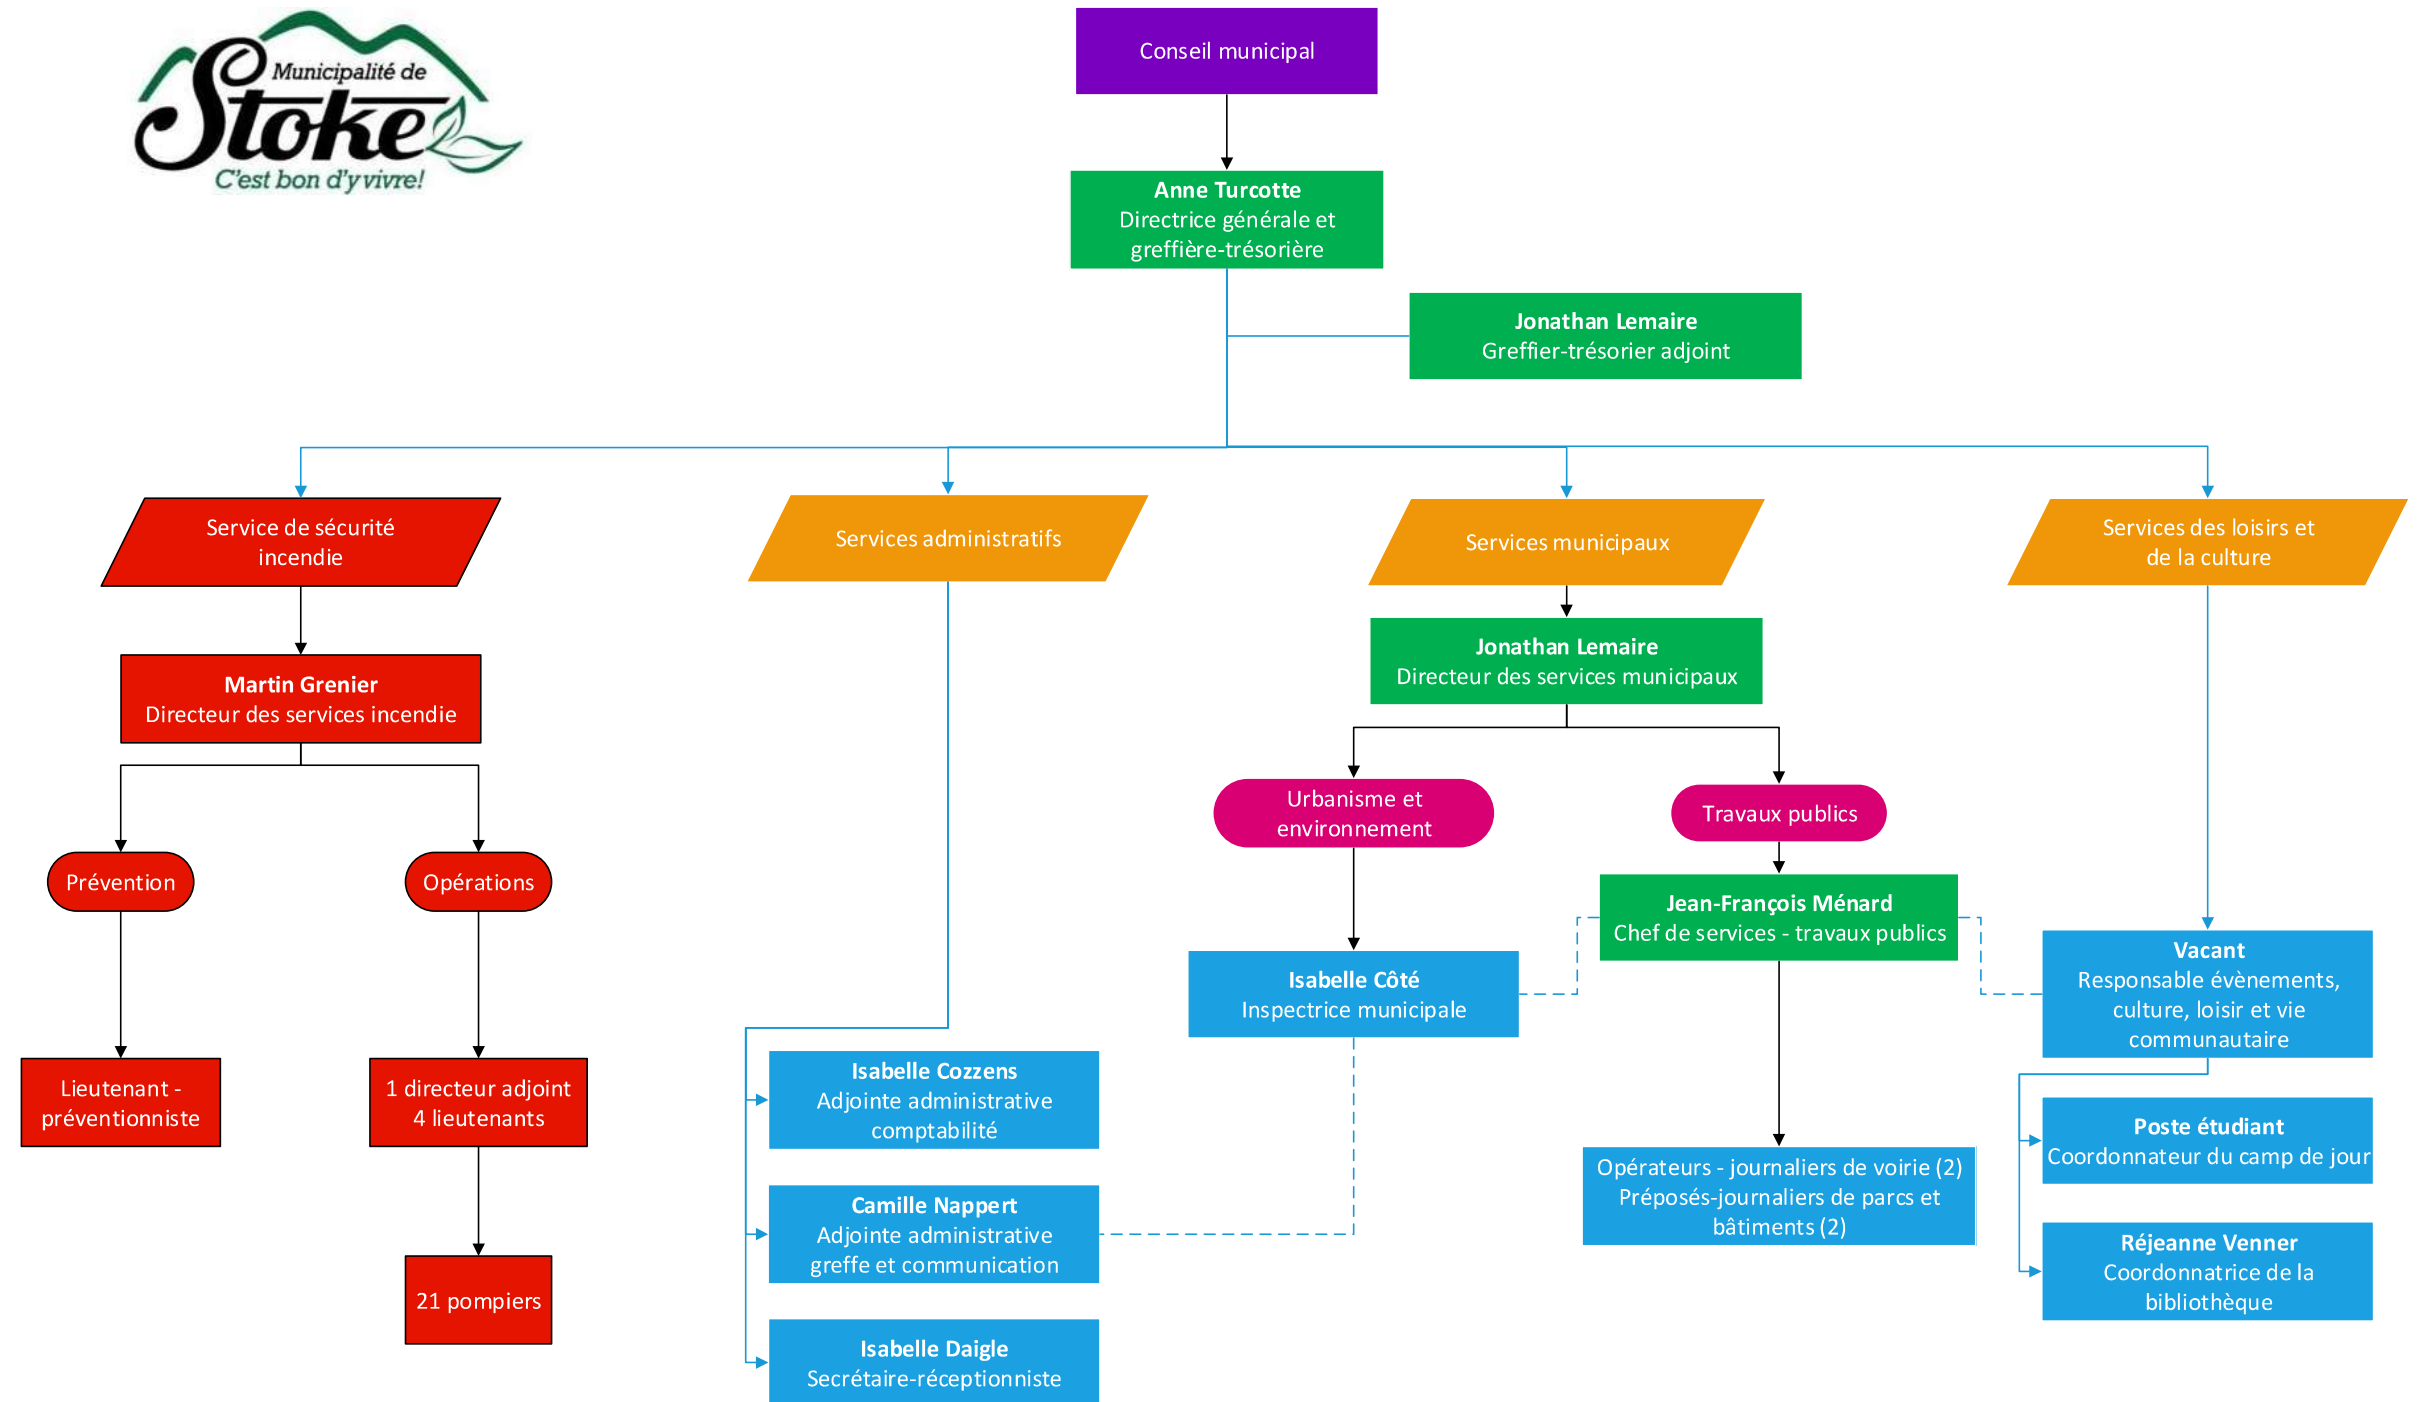 Municipalité de
Stoke
C'est bon d'y vivre!
Conseil municipal
Anne Turcotte
Directrice générale et
greffière-trésorière
Jonathan Lemaire
Greffier-trésorier adjoint
Service de sécurité
incendie
Services administratifs
Services municipaux
Services des loisirs et
de la culture
Martin Grenier
Directeur des services incendie
Jonathan Lemaire
Directeur des services municipaux
Prévention
Opérations
Urbanisme et
environnement
Travaux publics
Jean-François Ménard
Chef de services - travaux publics
Isabelle Côté
Inspectrice municipale
Vacant
Responsable évènements,
culture, loisir et vie
communautaire
Lieutenant -
préventionniste
1 directeur adjoint
4 lieutenants
21 pompiers
Isabelle Cozzens
Adjointe administrative
comptabilité
Camille Nappert
Adjointe administrative
greffe et communication
Isabelle Daigle
Secrétaire-réceptionniste
Opérateurs - journaliers de voirie (2)
Préposés-journaliers de parcs et
bâtiments (2)
Poste étudiant
Coordonnateur du camp de jour
Réjeanne Venner
Coordonnatrice de la
bibliothèque